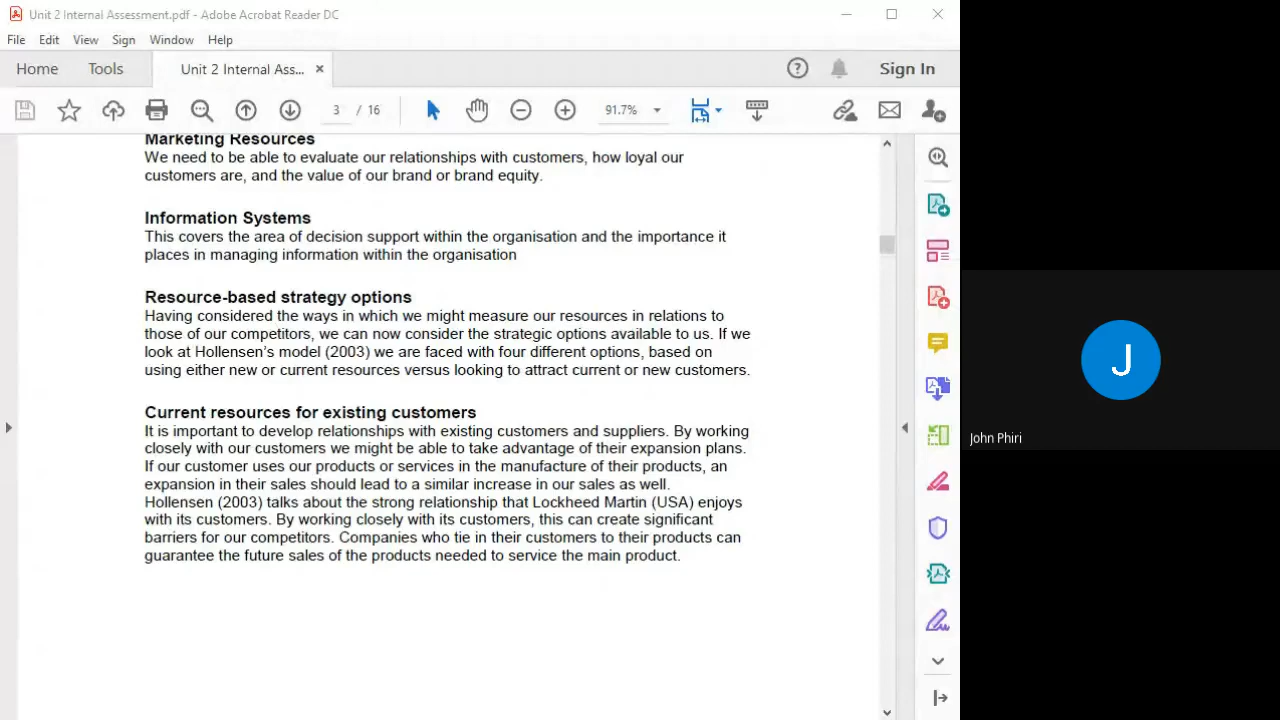 Unit 2 Internal Assessment.pdf - Adobe Acrobat Reader DC
File Edit View Sign Window Help
Home Tools Unit 2 Internal Ass... × Sign In
3 / 16 91.7%
Marketing Resources
We need to be able to evaluate our relationships with customers, how loyal our
customers are, and the value of our brand or brand equity.
Information Systems
This covers the area of decision support within the organisation and the importance it
places in managing information within the organisation
Resource-based strategy options
Having considered the ways in which we might measure our resources in relations to
those of our competitors, we can now consider the strategic options available to us. If we
look at Hollensen's model (2003) we are faced with four different options, based on
using either new or current resources versus looking to attract current or new customers.
Current resources for existing customers
It is important to develop relationships with existing customers and suppliers. By working
closely with our customers we might be able to take advantage of their expansion plans.
If our customer uses our products or services in the manufacture of their products, an
expansion in their sales should lead to a similar increase in our sales as well.
Hollensen (2003) talks about the strong relationship that Lockheed Martin (USA) enjoys
with its customers. By working closely with its customers, this can create significant
barriers for our competitors. Companies who tie in their customers to their products can
guarantee the future sales of the products needed to service the main product.
J
John Phiri